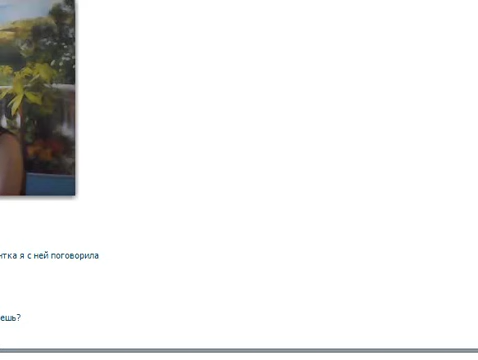 я с ней поговорила